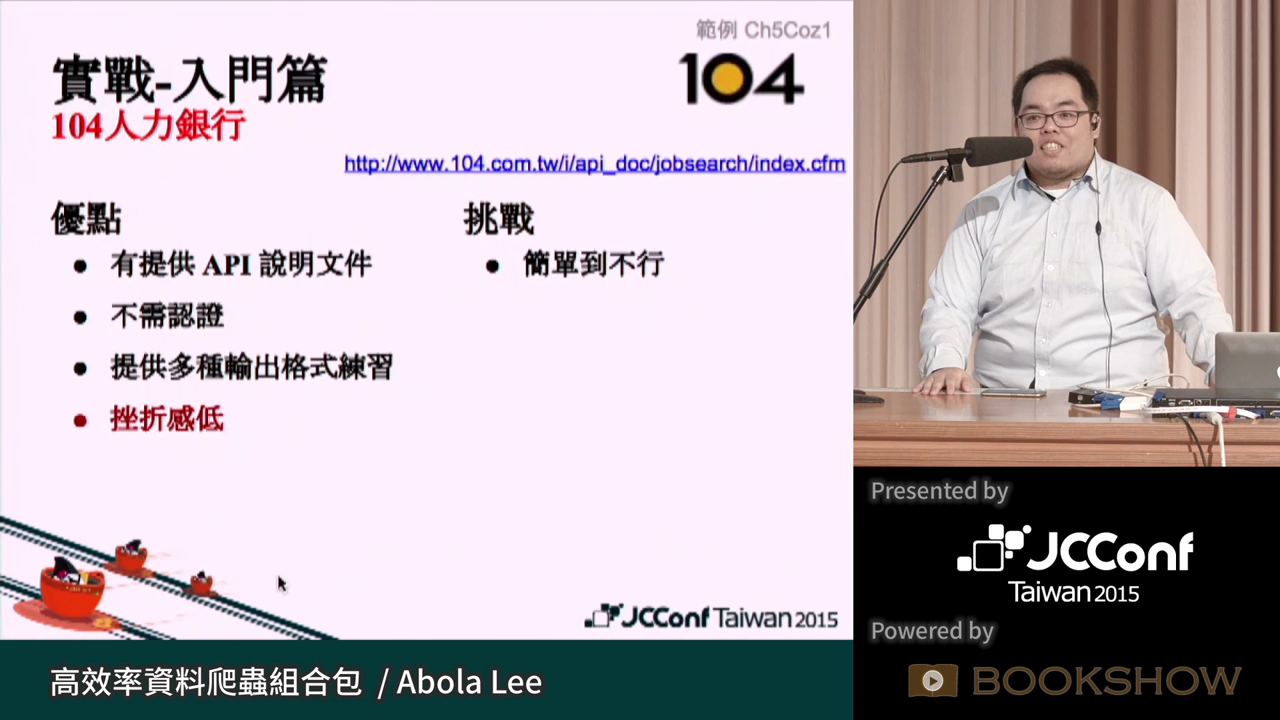 範例 Ch5Coz1
實戰-入門篇
104
104人力銀行
http://www.104.com.tw/i/api_doc/jobsearch/index.cfm
優點
● 有提供 API 說明文件
● 不需認證
● 提供多種輸出格式練習
● 挫折感低
挑戰
● 簡單到不行
JCConf Taiwan 2015
高效率資料爬蟲組合包 / Abola Lee
Presented by
JCConf
Taiwan 2015
Powered by
BOOKSHOW